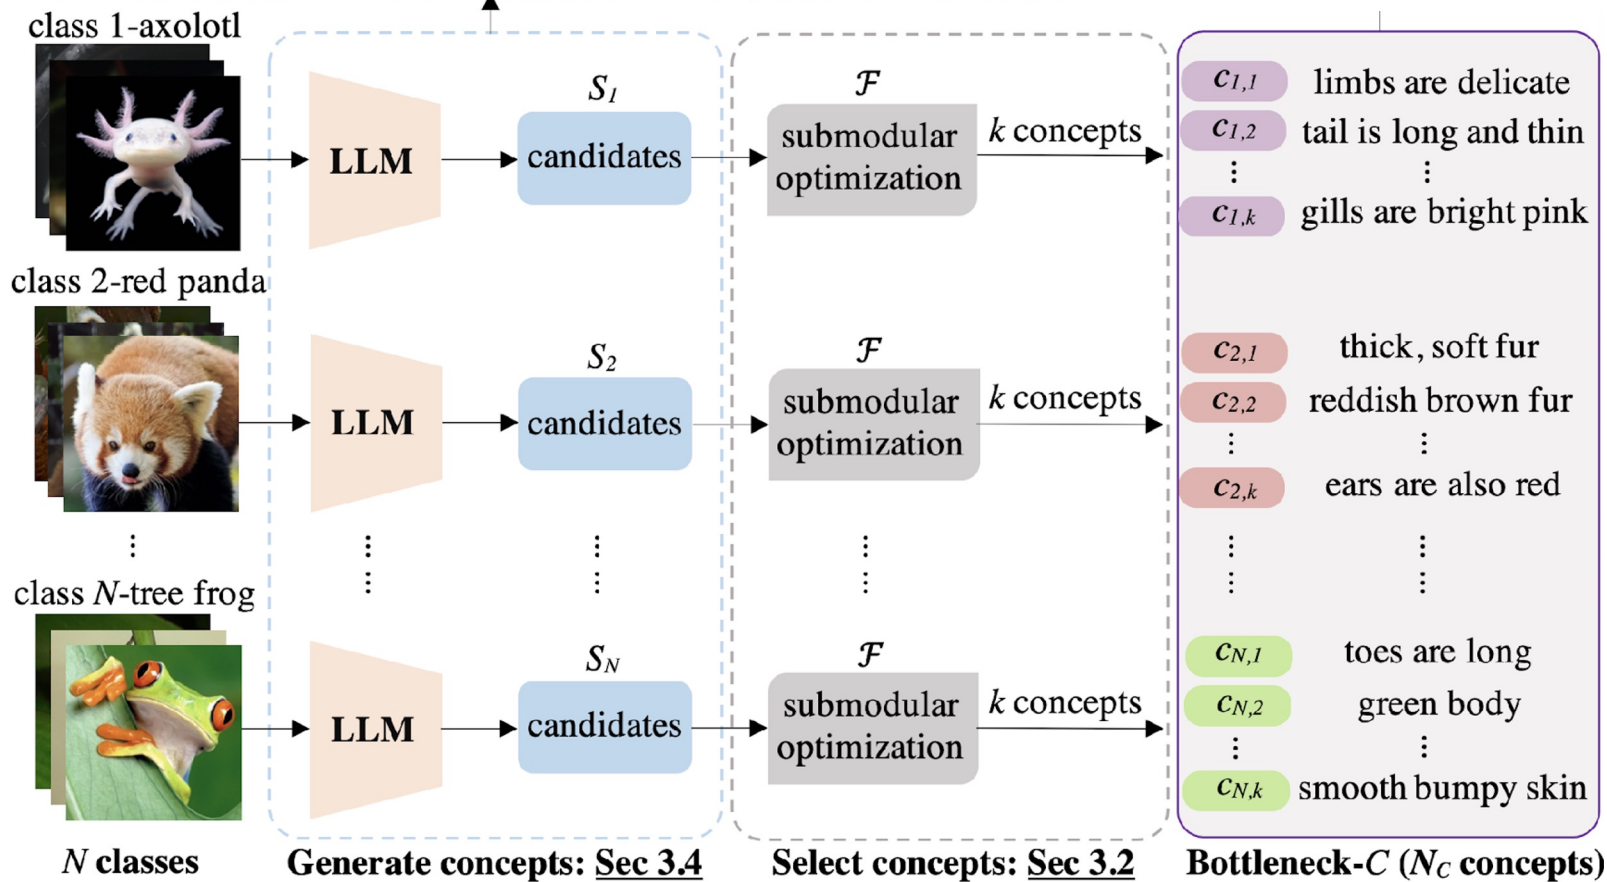 class 1-axolotl
LLM
S1
candidates
F
submodular
optimization
k concepts
c1,1 limbs are delicate
c1,2 tail is long and thin
⋮ ⋮
c1,k gills are bright pink
class 2-red panda
LLM
S2
candidates
F
submodular
optimization
k concepts
c2,1 thick, soft fur
c2,2 reddish brown fur
⋮ ⋮
c2,k ears are also red
⋮ ⋮ ⋮ ⋮ ⋮ ⋮
⋮ ⋮ ⋮ ⋮ ⋮
class N-tree frog
LLM
SN
candidates
F
submodular
optimization
k concepts
cN,1 toes are long
cN,2 green body
⋮ ⋮
cN,k smooth bumpy skin
N classes
Generate concepts: Sec 3.4
Select concepts: Sec 3.2
Bottleneck-C (NC concepts)